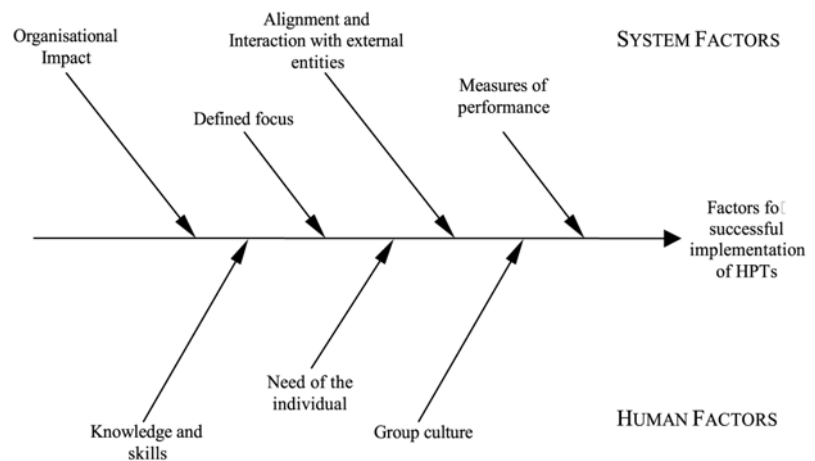 Organisational
Impact
Alignment and
Interaction with external
entities
SYSTEM FACTORS
Defined focus
Measures of
performance
Factors fo
successful
implementation
of HPTs
Knowledge and
skills
Need of the
individual
Group culture
HUMAN FACTORS